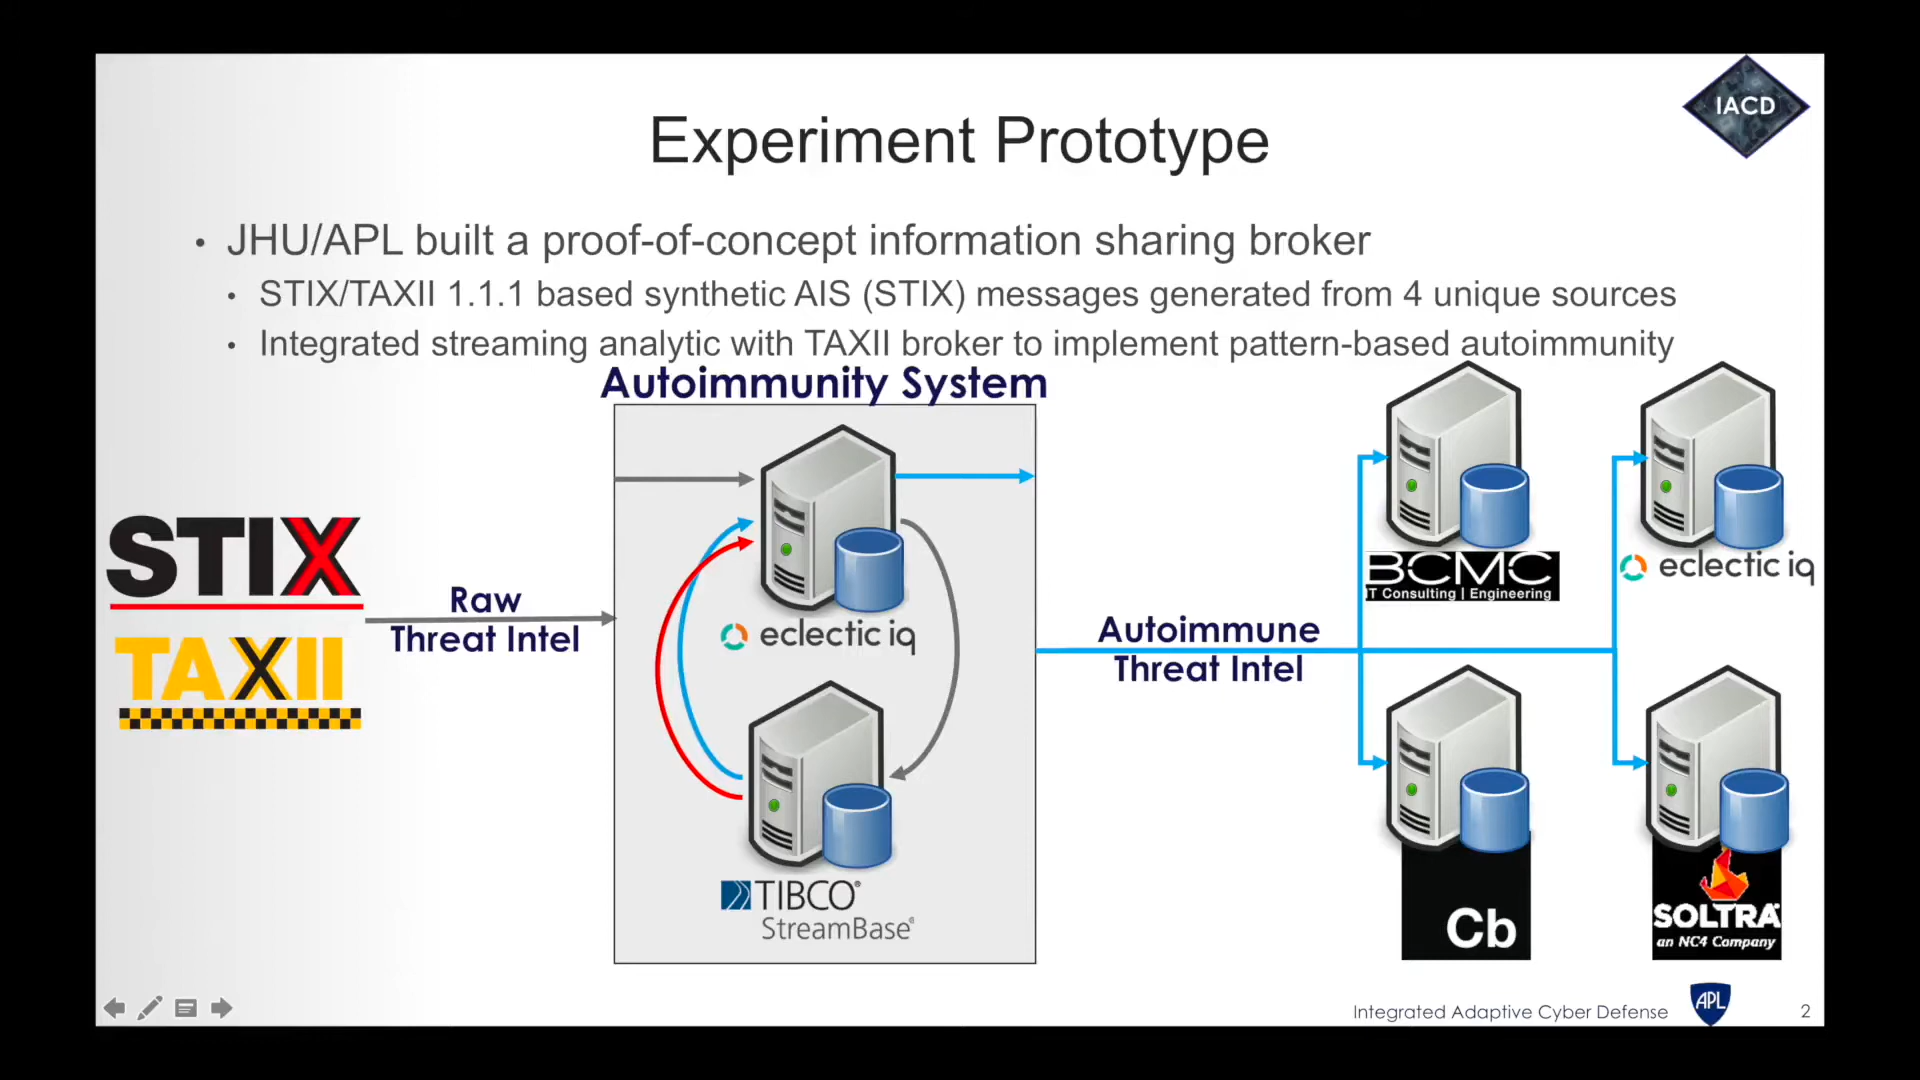 IACD
Experiment Prototype
• JHU/APL built a proof-of-concept information sharing broker
• STIX/TAXII 1.1.1 based synthetic AIS (STIX) messages generated from 4 unique sources
• Integrated streaming analytic with TAXII broker to implement pattern-based autoimmunity
Autoimmunity System
STIX
TAXII
Raw
Threat Intel
eclectic iq
TIBCO®
StreamBase®
Autoimmune
Threat Intel
BCMC
IT Consulting | Engineering
eclectic iq
Cb
SOLTRA
an NC4 Company
Integrated Adaptive Cyber Defense
APL
2